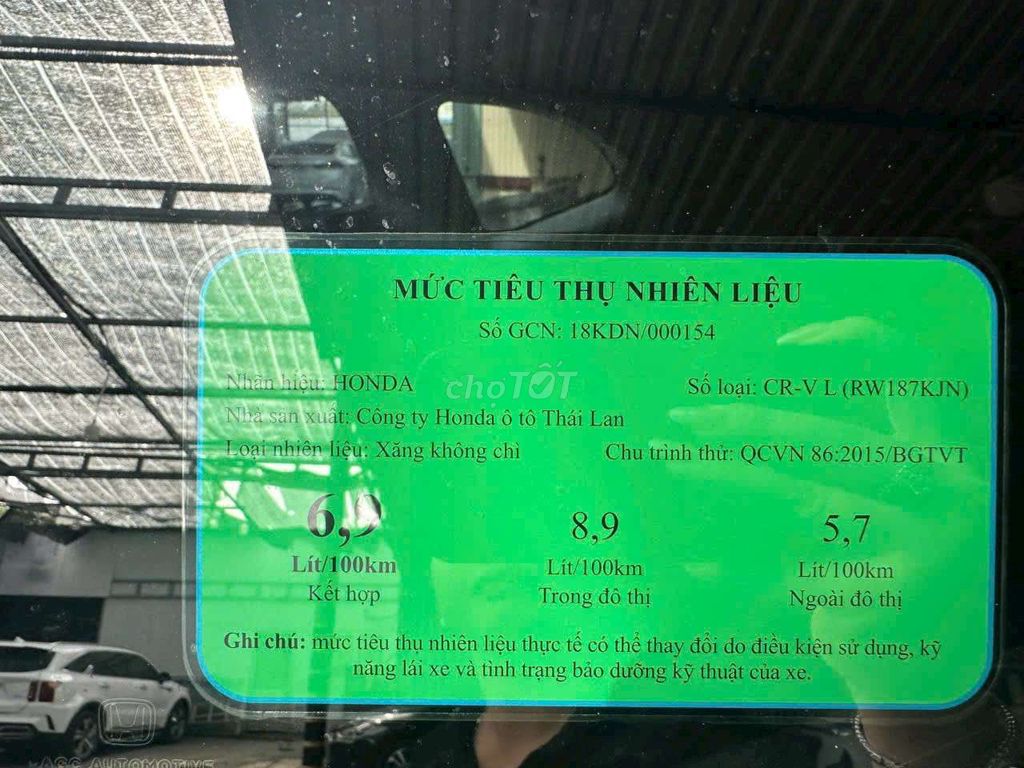 MỨC TIÊU THỤ NHIÊN LIỆU
Số GCN: 18KDN/000154
Nhãn hiệu: HONDA
Số loại: CR-V L (RW187KJN)
choTỐT
Nhà sản xuất: Công ty Honda ô tô Thái Lan
Loại nhiên liệu: Xăng không chì
Chu trình thử: QCVN 86:2015/BGTVT
6,9
8,9
5,7
Lít/100km
Lít/100km
Lít/100km
Kết hợp
Trong đô thị
Ngoài đô thị
Ghi chú: mức tiêu thụ nhiên liệu thực tế có thể thay đổi do điều kiện sử dụng, kỹ
năng lái xe và tình trạng bảo dưỡng kỹ thuật của xe.
AGC AUTOMOTIVE